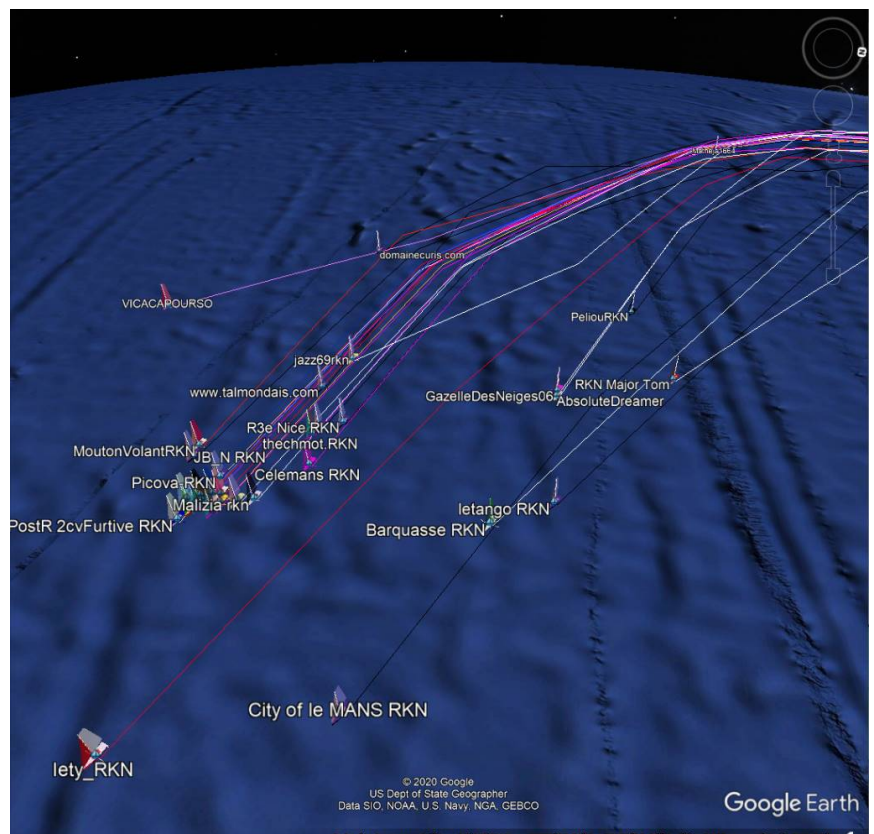 domainecuris.com
VICACAPOURSO
PeliouRKN
jazz69rkn
www.talmondais.com
RKN Major Tom
GazelleDesNeiges06
AbsoluteDreamer
R3e Nice RKN
thechmot.RKN
MoutonVolantRKN
JB N RKN
Celemans RKN
Picova-RKN
Malizia rkn
PostR 2cvFurtive RKN
letango RKN
Barquasse RKN
City of le MANS RKN
lety_RKN
© 2020 Google
US Dept of State Geographer
Data SIO, NOAA, U.S. Navy, NGA, GEBCO
Google Earth